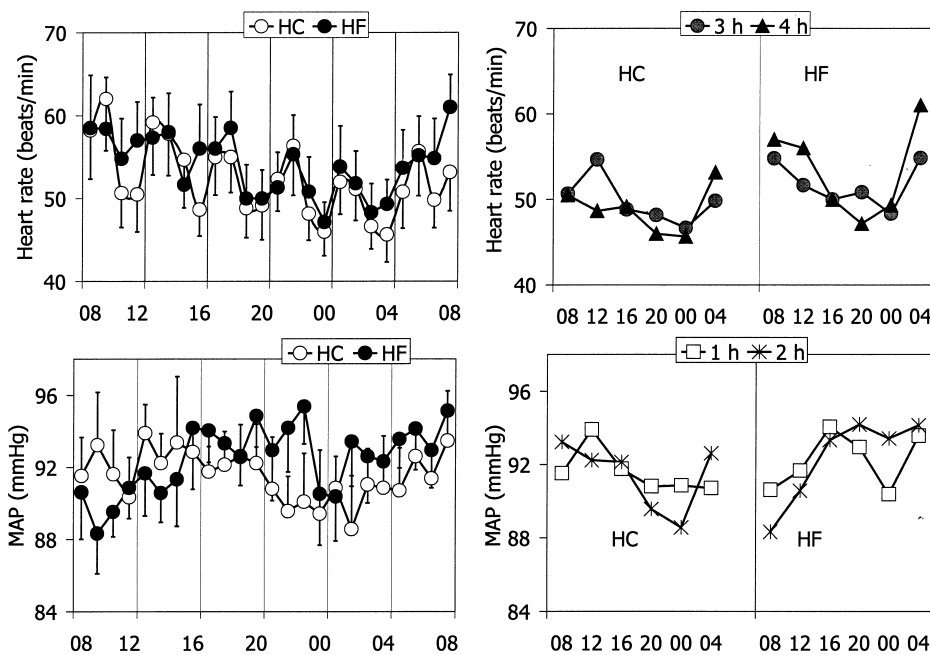 HC HF
70
60
50
40
Heart rate (beats/min)
08 12 16 20 00 04 08
3 h 4 h
70
60
50
40
Heart rate (beats/min)
HC HF
08 12 16 20 00 04 08 12 16 20 00 04
HC HF
96
92
88
84
MAP (mmHg)
08 12 16 20 00 04 08
1 h 2 h
96
92
88
84
MAP (mmHg)
HC HF
08 12 16 20 00 04 08 12 16 20 00 04